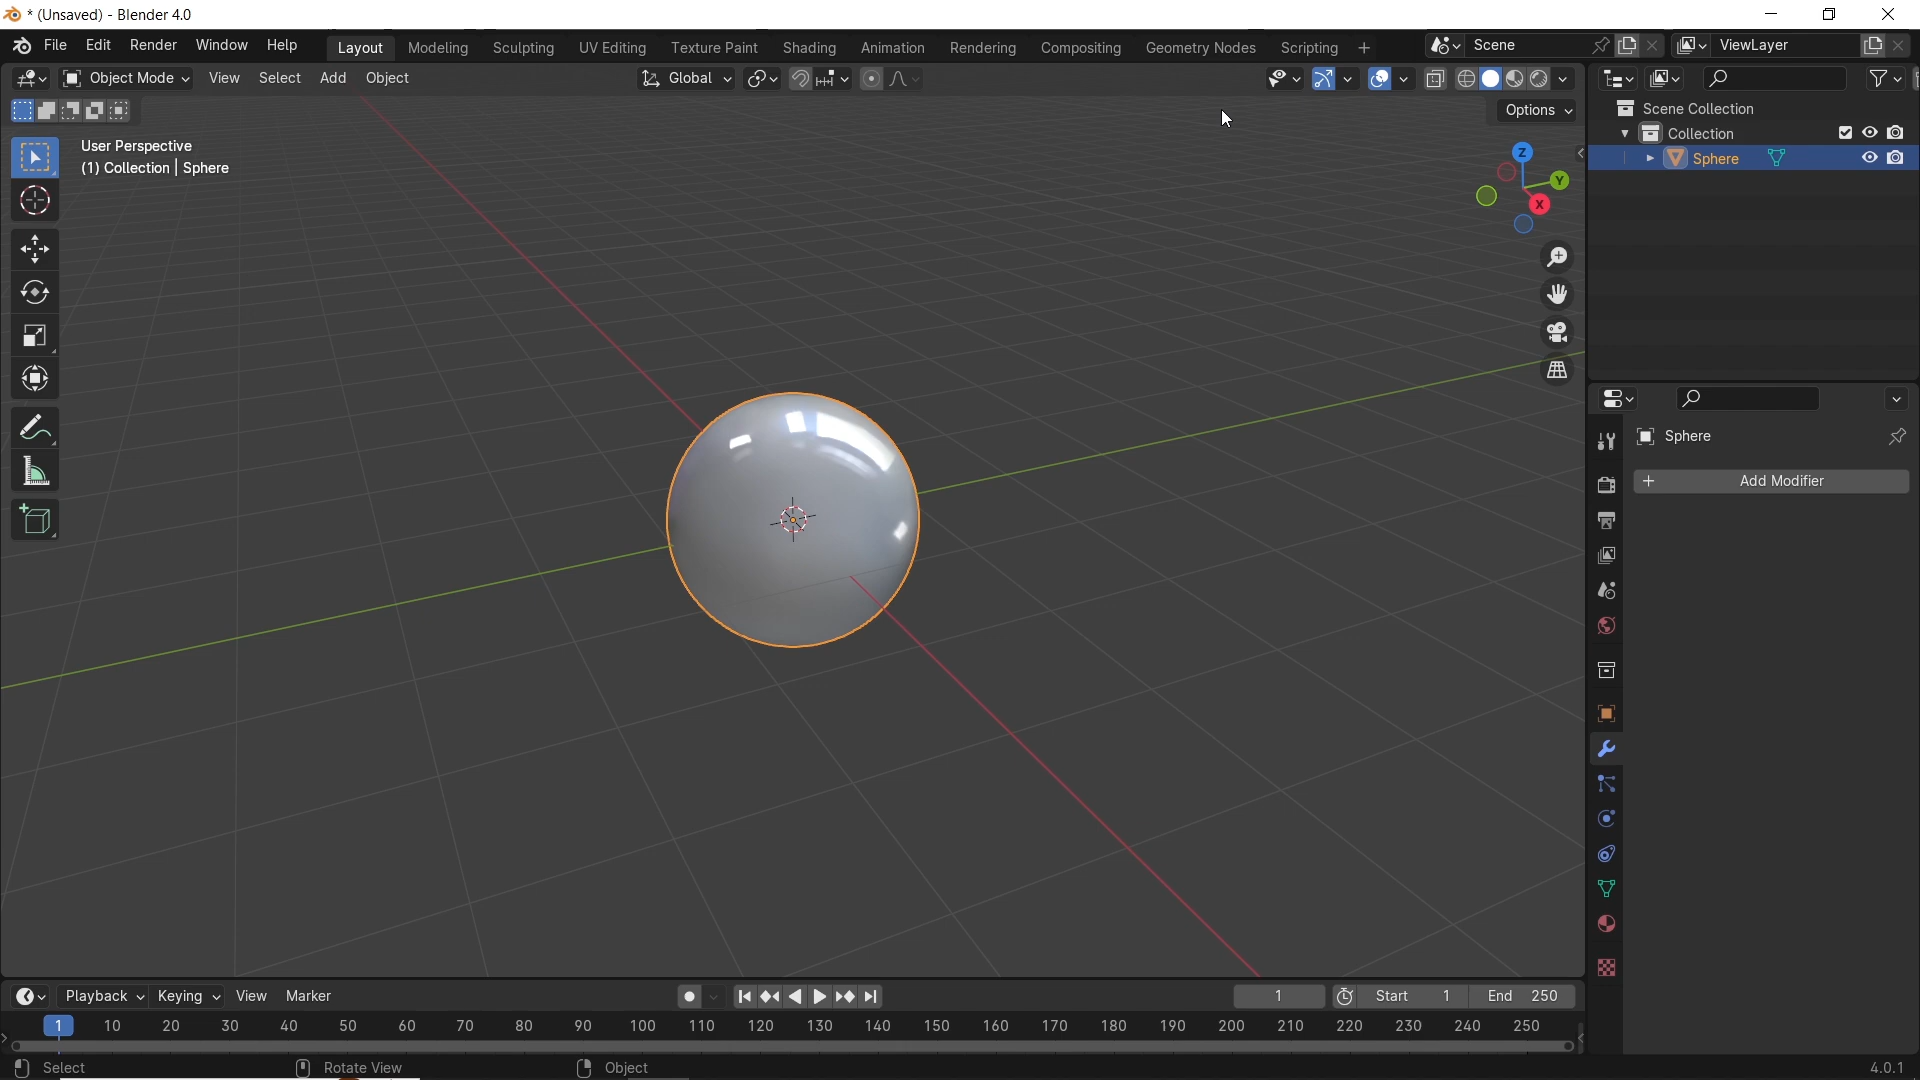 * (Unsaved) - Blender 4.0
File Edit Render Window Help Layout Modeling Sculpting UV Editing Texture Paint Shading Animation Rendering Compositing Geometry Nodes Scripting + Scene ViewLayer
Object Mode View Select Add Object Global
Options
User Perspective
(1) Collection | Sphere
Z
Y
X
Scene Collection
Collection
Sphere
Sphere
+ Add Modifier
Playback Keying View Marker 1 Start 1 End 250
1 10 20 30 40 50 60 70 80 90 100 110 120 130 140 150 160 170 180 190 200 210 220 230 240 250
Select Rotate View Object 4.0.1